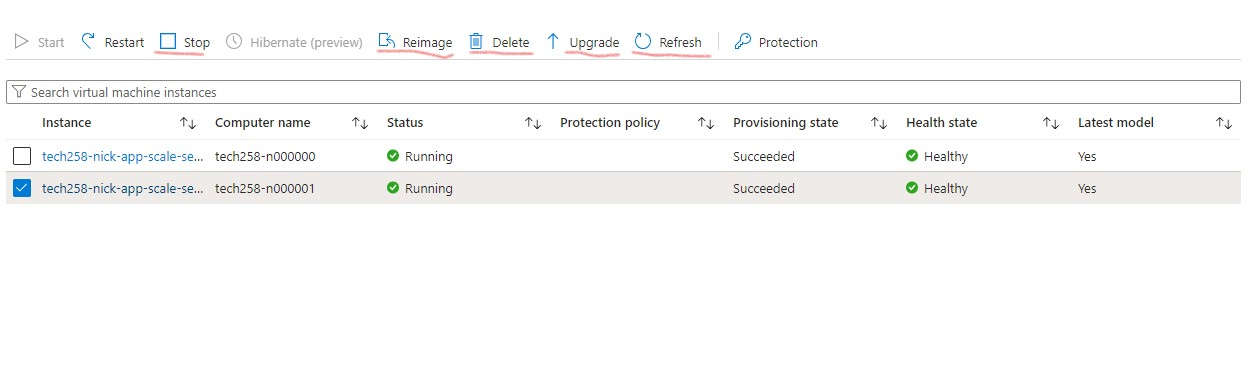 Start Restart Stop Hibernate (preview) Reimage Delete Upgrade Refresh Protection
Search virtual machine instances
Instance Computer name Status Protection policy Provisioning state Health state Latest model
tech258-nick-app-scale-se... tech258-n000000 Running Succeeded Healthy Yes
tech258-nick-app-scale-se... tech258-n000001 Running Succeeded Healthy Yes